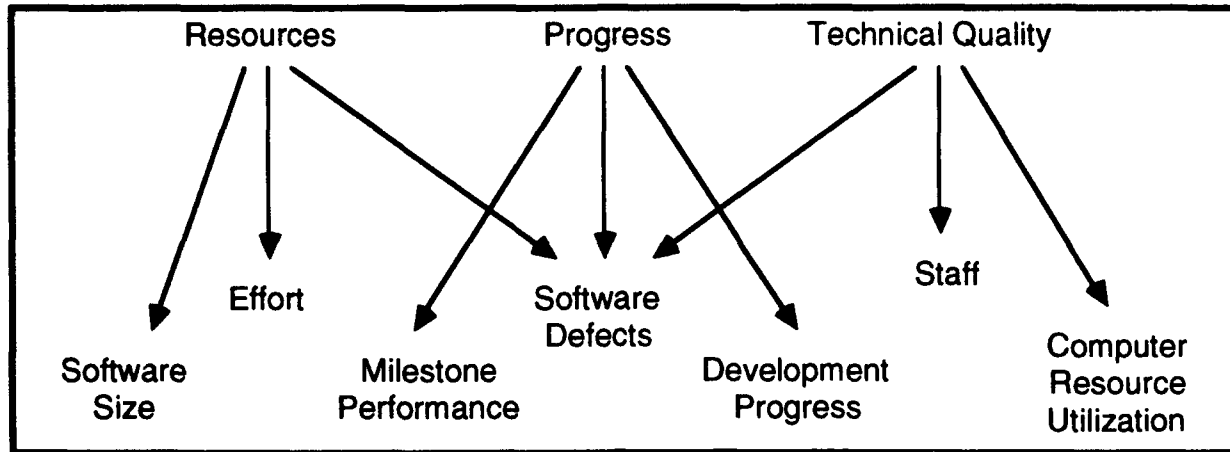 Resources
Progress
Technical Quality
Effort
Software
Defects
Staff
Software
Size
Milestone
Performance
Development
Progress
Computer
Resource
Utilization